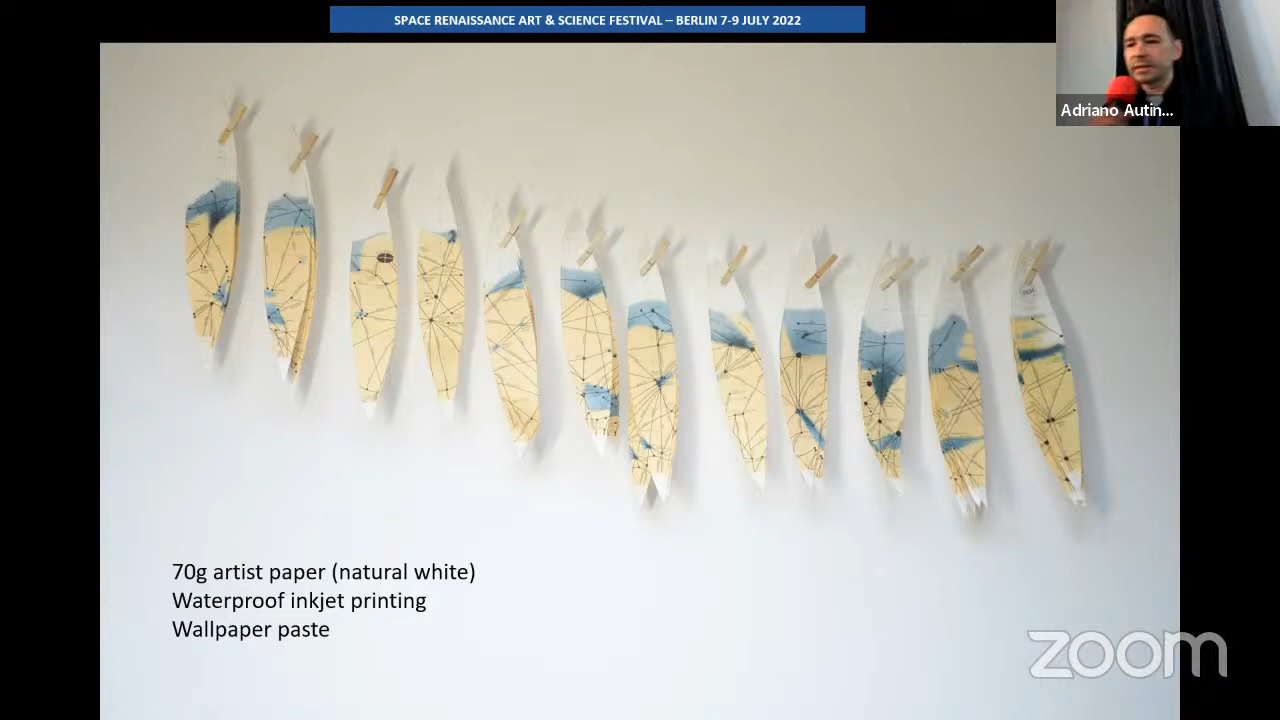 SPACE RENAISSANCE ART & SCIENCE FESTIVAL – BERLIN 7-9 JULY 2022
Adriano Autin...
70g artist paper (natural white)
Waterproof inkjet printing
Wallpaper paste
zoom